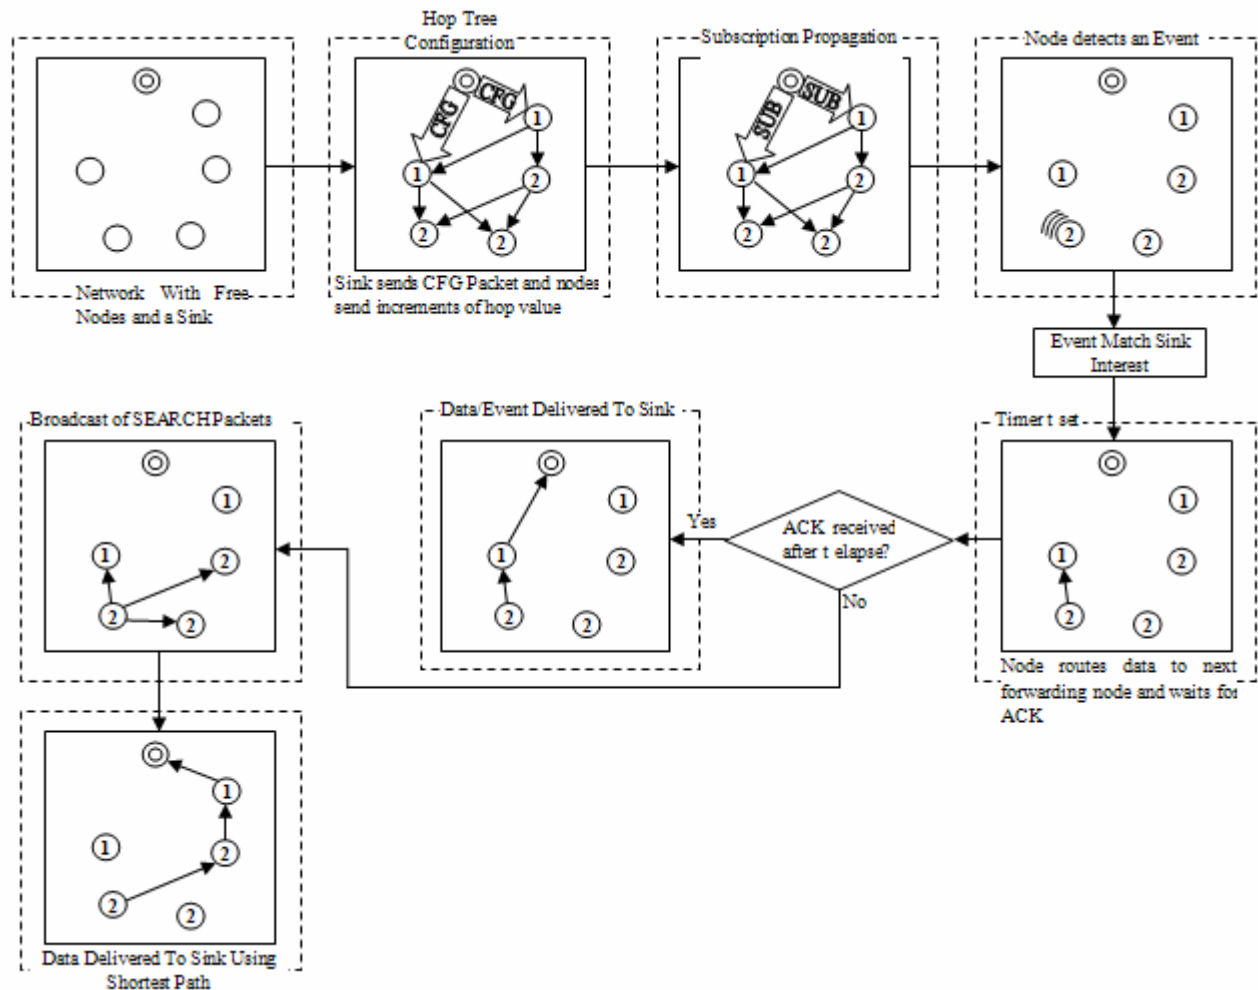 Hop Tree
Configuration
Subscription Propagation
Node detects an Event
CFG
CFG
1
1
2
2
2
SUB
SUB
1
1
2
2
2
1
1
2
2
2
Network With Free
Nodes and a Sink
Sink sends CFG Packet and nodes
send increments of hop value
Event Match Sink
Interest
Broadcast of SEARCH Packets
Data/Event Delivered To Sink
Timer t set
1
1
2
2
2
1
1
2
2
2
Yes
ACK received
after t elapse?
No
1
1
2
2
2
Node routes data to next
forwarding node and waits for
ACK
1
1
2
2
2
Data Delivered To Sink Using
Shortest Path